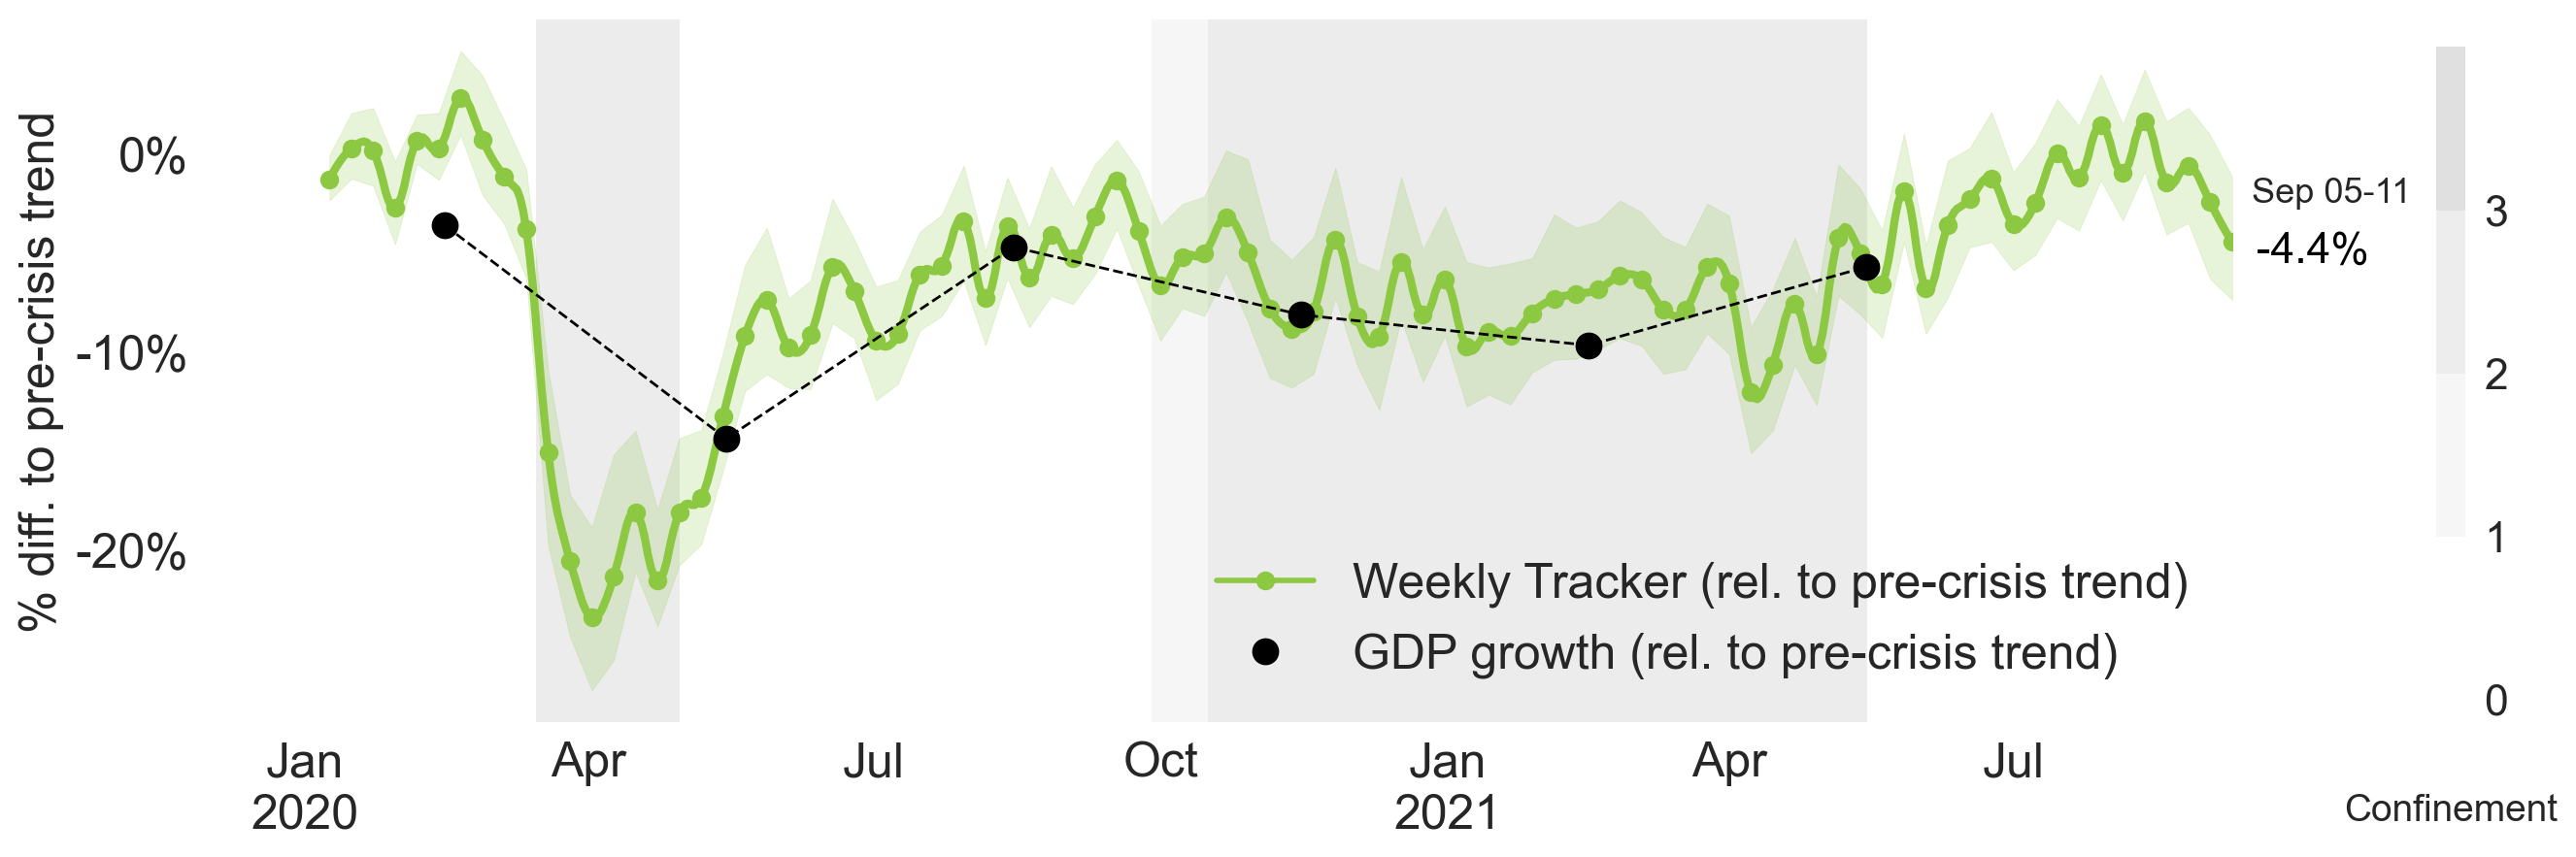 % diff. to pre-crisis trend
0%
-10%
-20%
Sep 05-11
-4.4%
Weekly Tracker (rel. to pre-crisis trend)
GDP growth (rel. to pre-crisis trend)
Jan
2020
Apr
Jul
Oct
Jan
2021
Apr
Jul
3
2
1
0
Confinement